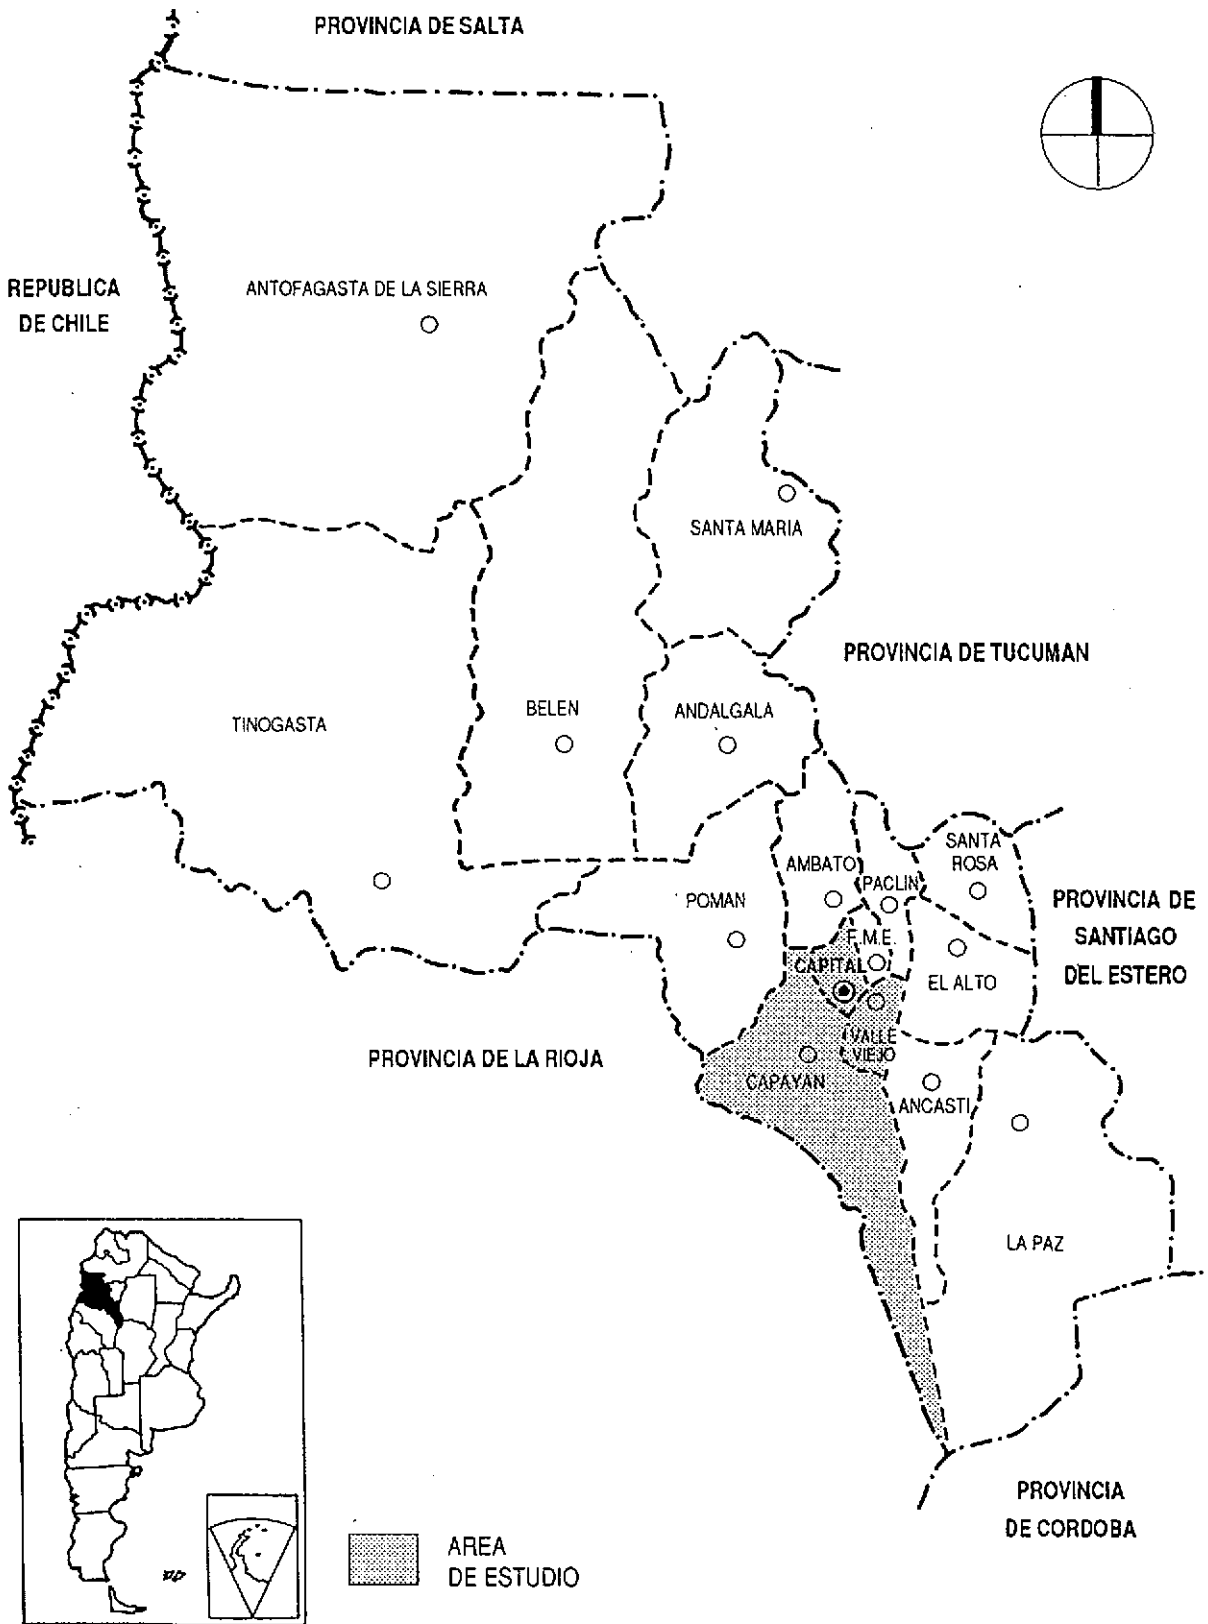 PROVINCIA DE SALTA
REPUBLICA
DE CHILE
ANTOFAGASTA DE LA SIERRA
SANTA MARIA
PROVINCIA DE TUCUMAN
TINOGASTA
BELEN
ANDALGALA
SANTA
ROSA
AMBATO
PACLIN
POMAN
PROVINCIA DE
SANTIAGO
DEL ESTERO
F.M.E.
CAPITAL
EL ALTO
VALLE
VIEJO
PROVINCIA DE LA RIOJA
CAPAYAN
ANCASTI
LA PAZ
PROVINCIA
DE CORDOBA
AREA
DE ESTUDIO